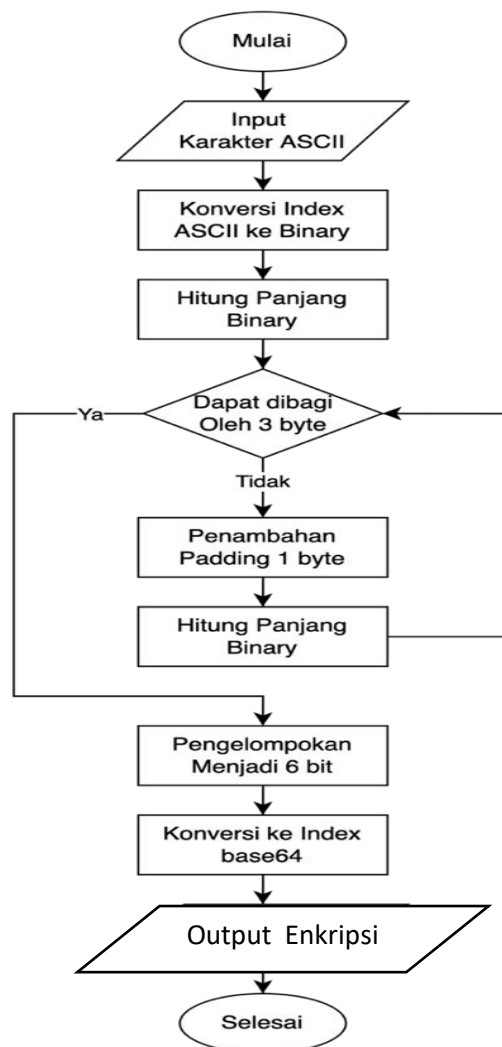 Mulai
Input
Karakter ASCII
Konversi Index
ASCII ke Binary
Hitung Panjang
Binary
Dapat dibagi
Oleh 3 byte
Ya
Tidak
Penambahan
Padding 1 byte
Hitung Panjang
Binary
Pengelompokan
Menjadi 6 bit
Konversi ke Index
base64
Output Enkripsi
Selesai